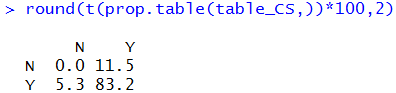 > round(t(prop.table(table_CS,))*100,2)
N Y
N 0.0 11.5
Y 5.3 83.2